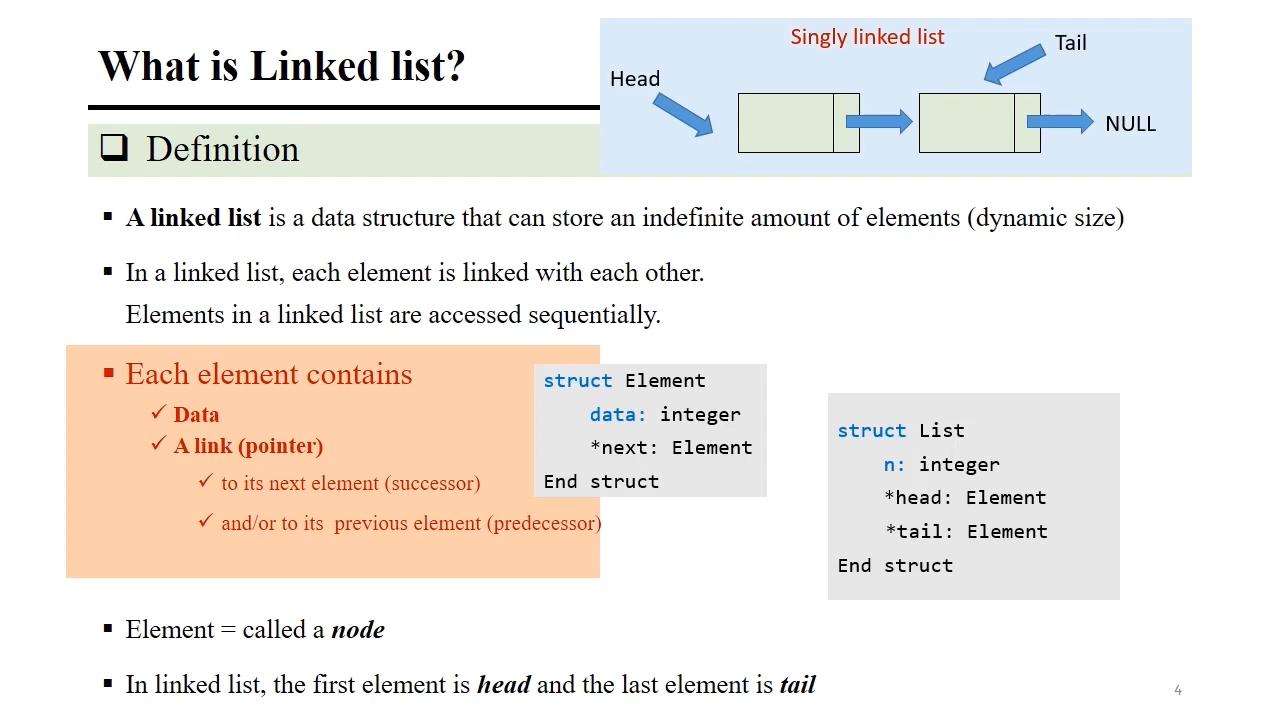 What is Linked list?
Singly linked list
Head
Tail
NULL
Definition
A linked list is a data structure that can store an indefinite amount of elements (dynamic size)
In a linked list, each element is linked with each other.
Elements in a linked list are accessed sequentially.
Each element contains
Data
A link (pointer)
to its next element (successor)
and/or to its previous element (predecessor)
struct Element
data: integer
*next: Element
End struct
struct List
n: integer
*head: Element
*tail: Element
End struct
Element = called a node
In linked list, the first element is head and the last element is tail
4